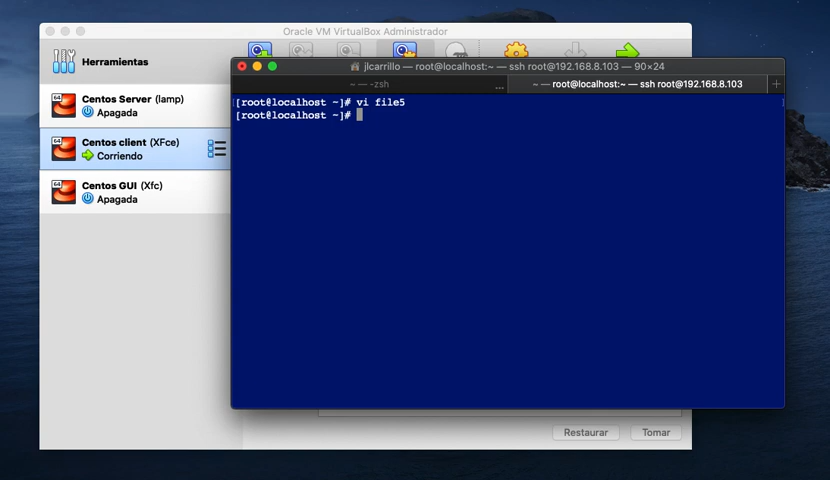 Oracle VM VirtualBox Administrador
Herramientas
Centos Server (lamp)
Apagada
Centos client (XFce)
Corriendo
Centos GUI (Xfc)
Apagada
jlcarrillo — root@localhost:~ — ssh root@192.168.8.103 — 90×24
~ — -zsh
...
~ — root@localhost:~ — ssh root@192.168.8.103
+
[root@localhost ~]# vi file5
[root@localhost ~]#
Restaurar
Tomar